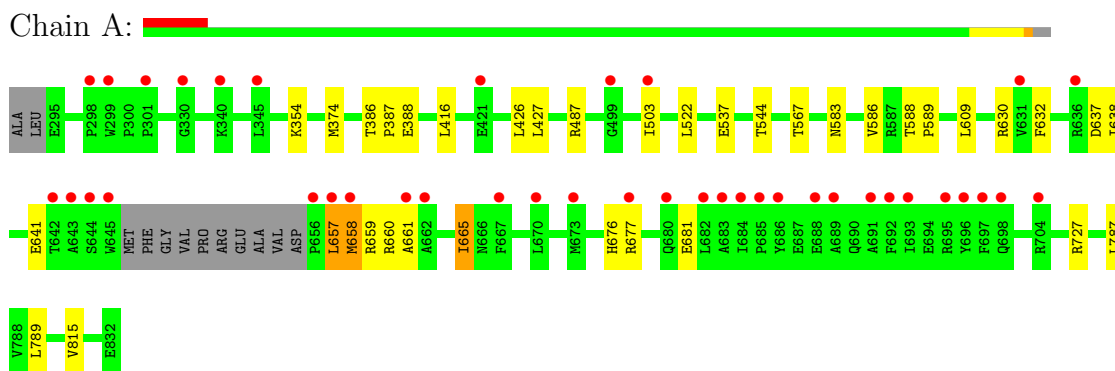 Chain A:
ALA LEU E295 P298 W299 P300 P301 G330 K340 L345 K354 M374 T386 P387 E388 L416 E421 L426 L427 R487 G499 I503 L522 E537 T544 T567 N583 V586 R587 T588 P589 L609 R630 V631 F632 R636 D637
E641 T642 A643 S644 W645 MET PHE GLY VAL PRO ARG GLU ALA VAL ASP P656 L657 M658 R659 R660 A661 A662 I665 N666 F667 L670 M673 H676 R677 Q680 E681 L682 A683 I684 P685 Y686 E687 E688 A689 Q690 A691 F692 I693 E694 R695 Y696 F697 Q698 R704 R727
V788 L789 V815 E832